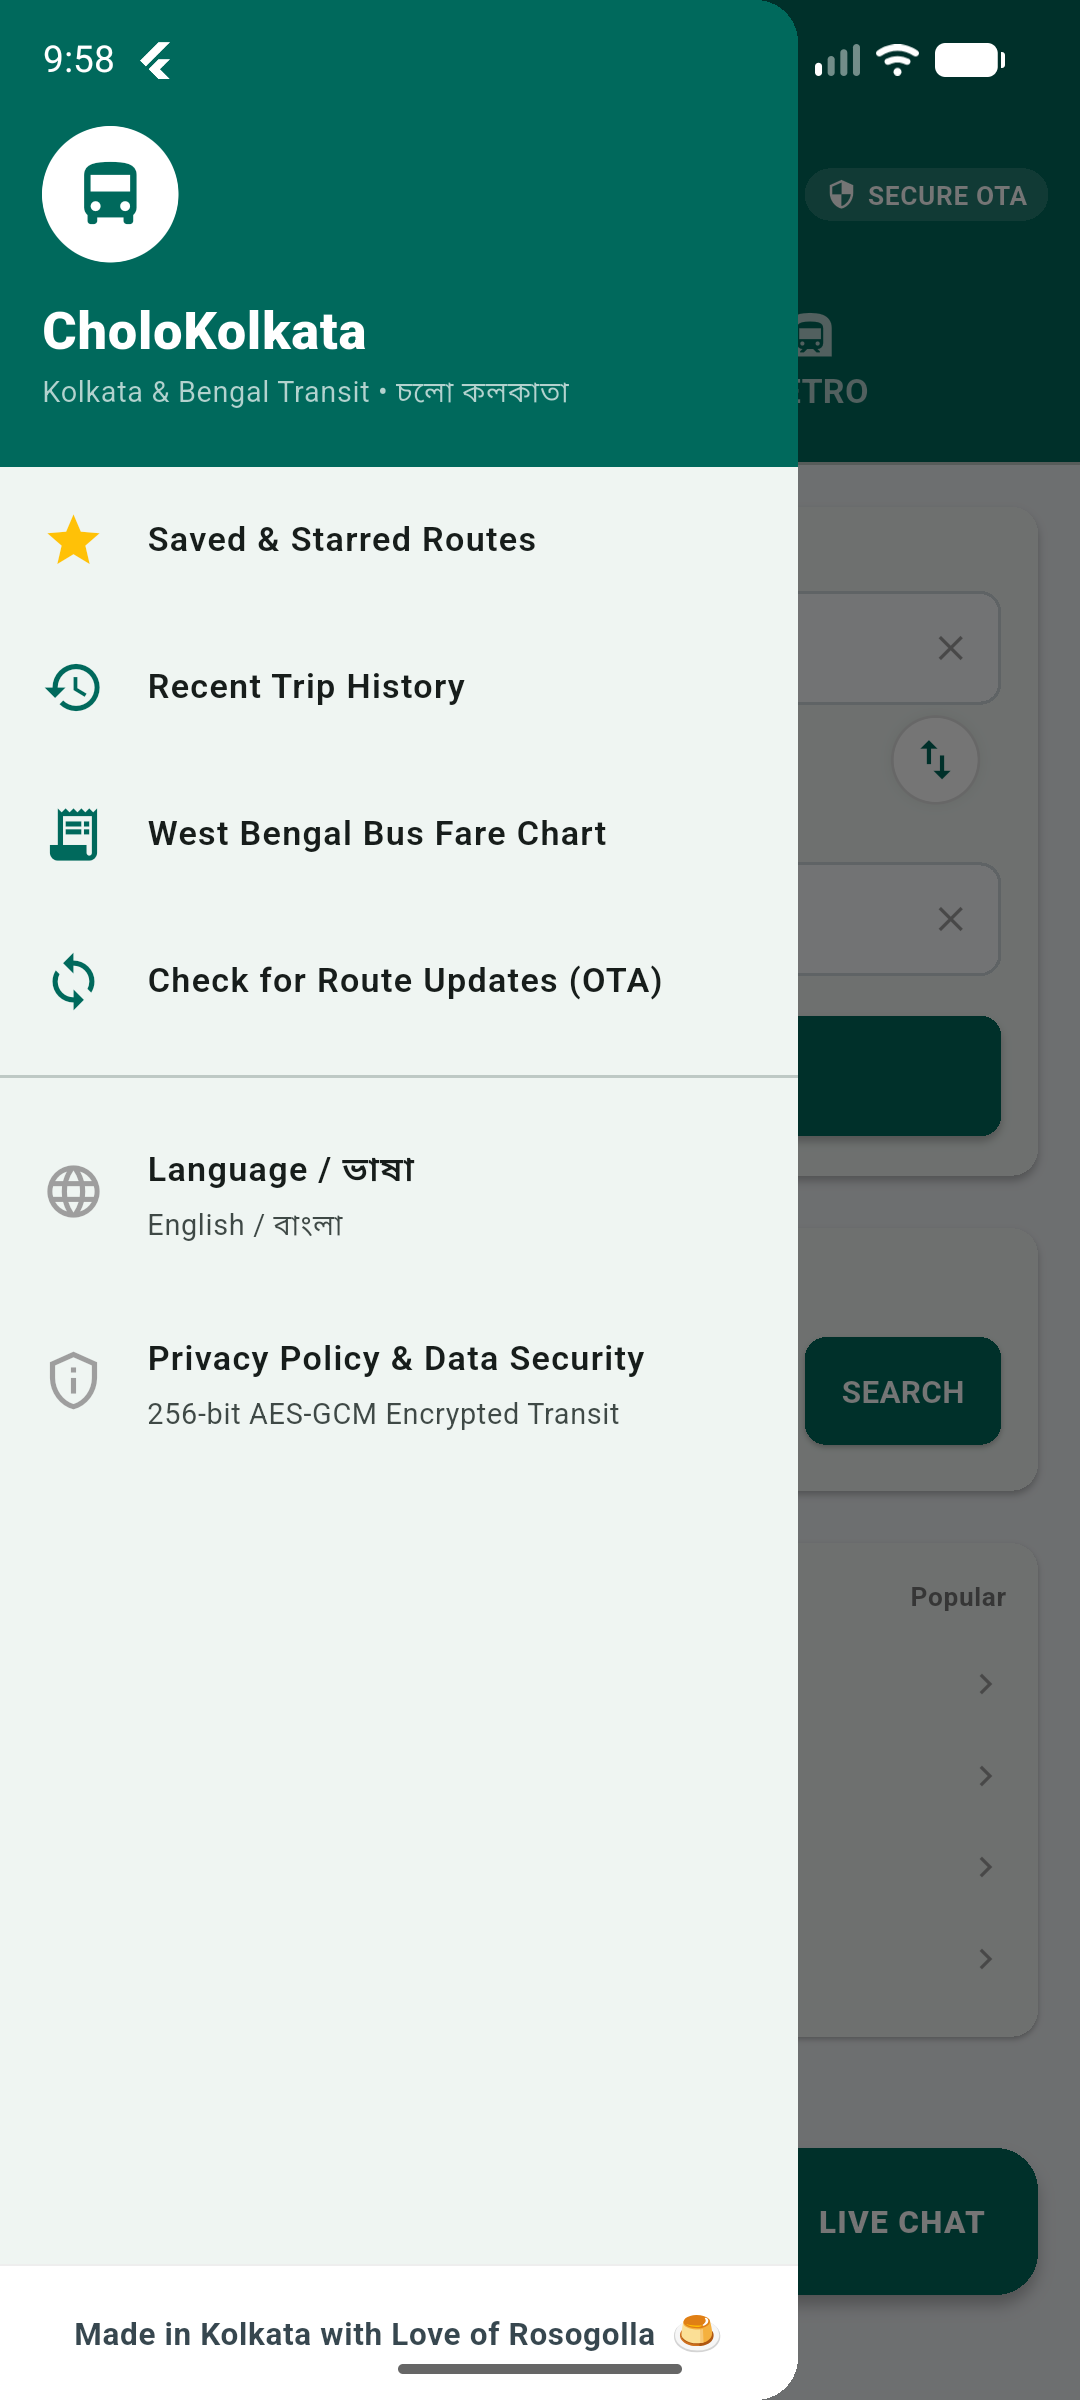 9:58
SECURE OTA
CholoKolkata
Kolkata & Bengal Transit • চলো কলকাতা
ETRO
Saved & Starred Routes
Recent Trip History
West Bengal Bus Fare Chart
Check for Route Updates (OTA)
Language / ভাষা
English / বাংলা
Privacy Policy & Data Security
256-bit AES-GCM Encrypted Transit
SEARCH
Popular
LIVE CHAT
Made in Kolkata with Love of Rosogolla 🍮